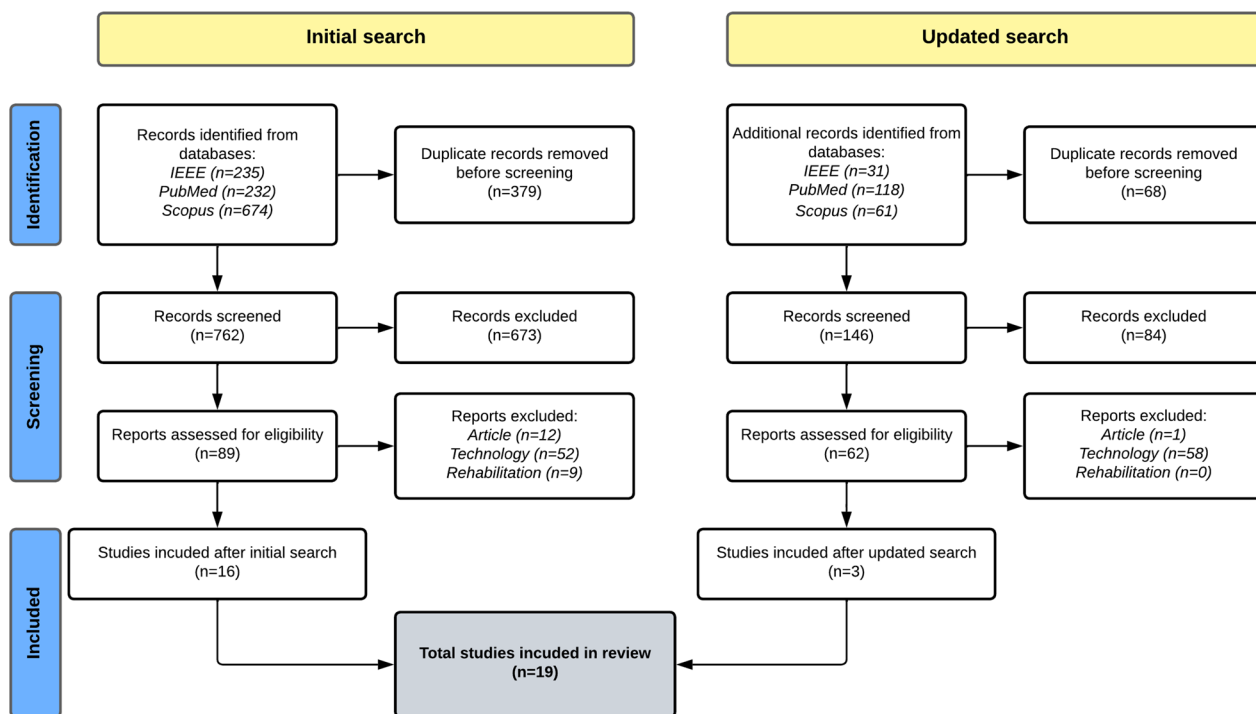 Initial search
Updated search
Identification
Records identified from
databases:
IEEE (n=235)
PubMed (n=232)
Scopus (n=674)
Duplicate records removed
before screening
(n=379)
Additional records identified from
databases:
IEEE (n=31)
PubMed (n=118)
Scopus (n=61)
Duplicate records removed
before screening
(n=68)
Screening
Records screened
(n=762)
Records excluded
(n=673)
Records screened
(n=146)
Records excluded
(n=84)
Reports assessed for eligibility
(n=89)
Reports excluded:
Article (n=12)
Technology (n=52)
Rehabilitation (n=9)
Reports assessed for eligibility
(n=62)
Reports excluded:
Article (n=1)
Technology (n=58)
Rehabilitation (n=0)
Included
Studies incuded after initial search
(n=16)
Studies incuded after updated search
(n=3)
Total studies incuded in review
(n=19)